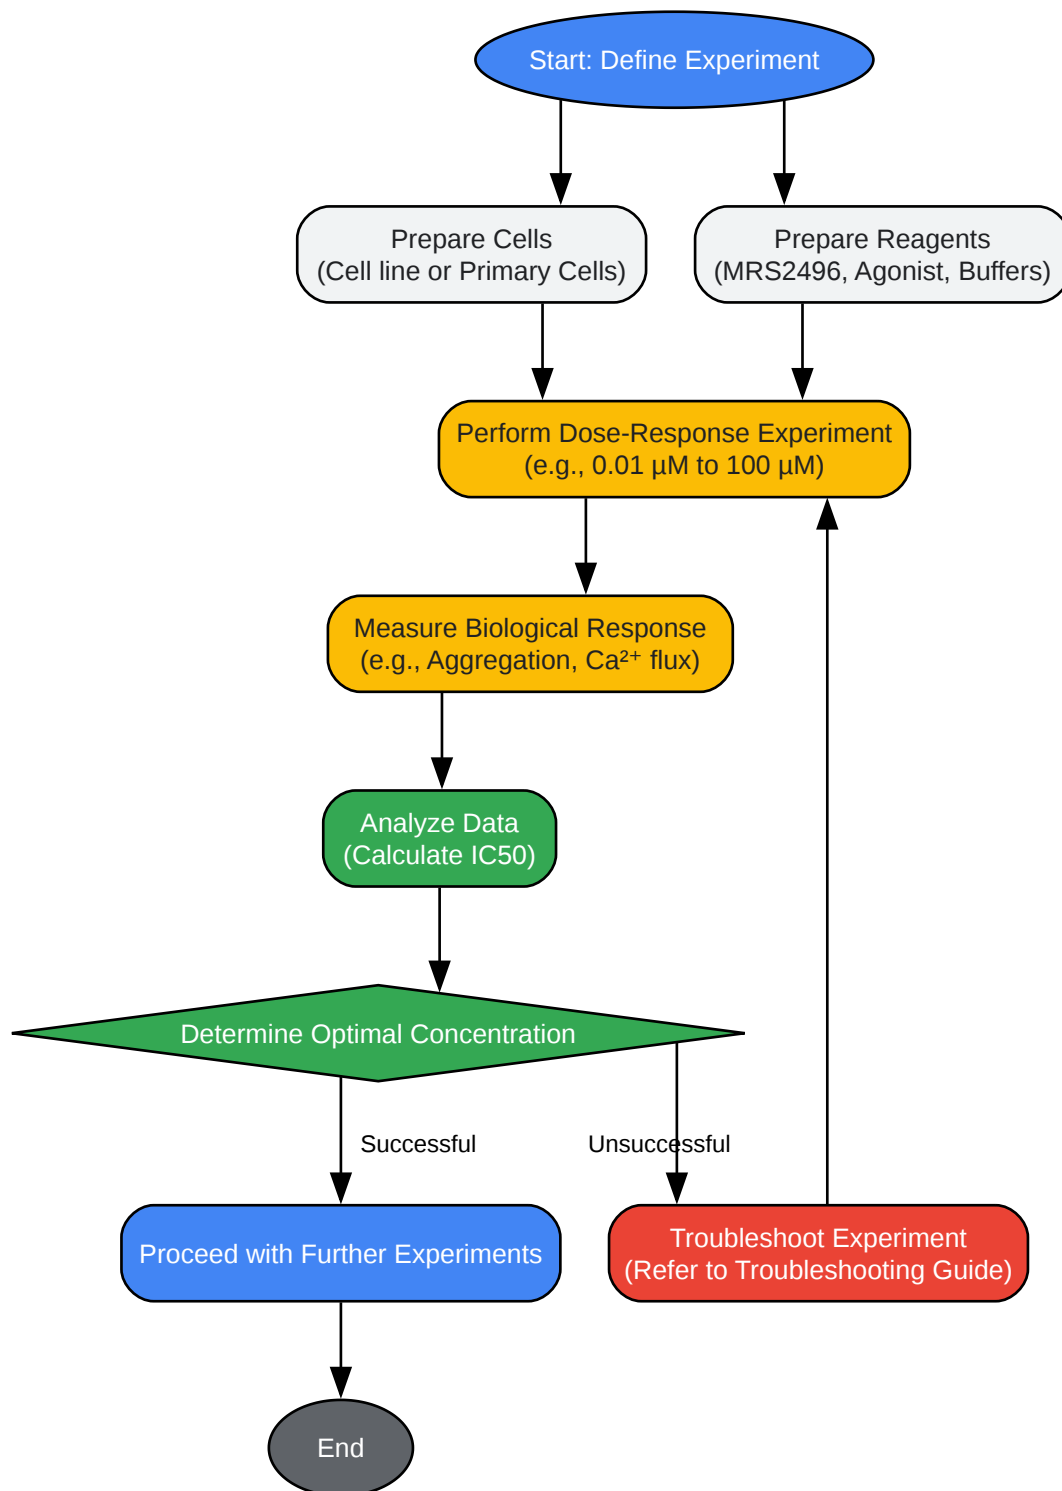 Start: Define Experiment
Prepare Cells
(Cell line or Primary Cells)
Prepare Reagents
(MRS2496, Agonist, Buffers)
Perform Dose-Response Experiment
(e.g., 0.01 µM to 100 µM)
Measure Biological Response
(e.g., Aggregation, Ca²⁺ flux)
Analyze Data
(Calculate IC50)
Determine Optimal Concentration
Successful
Unsuccessful
Proceed with Further Experiments
Troubleshoot Experiment
(Refer to Troubleshooting Guide)
End